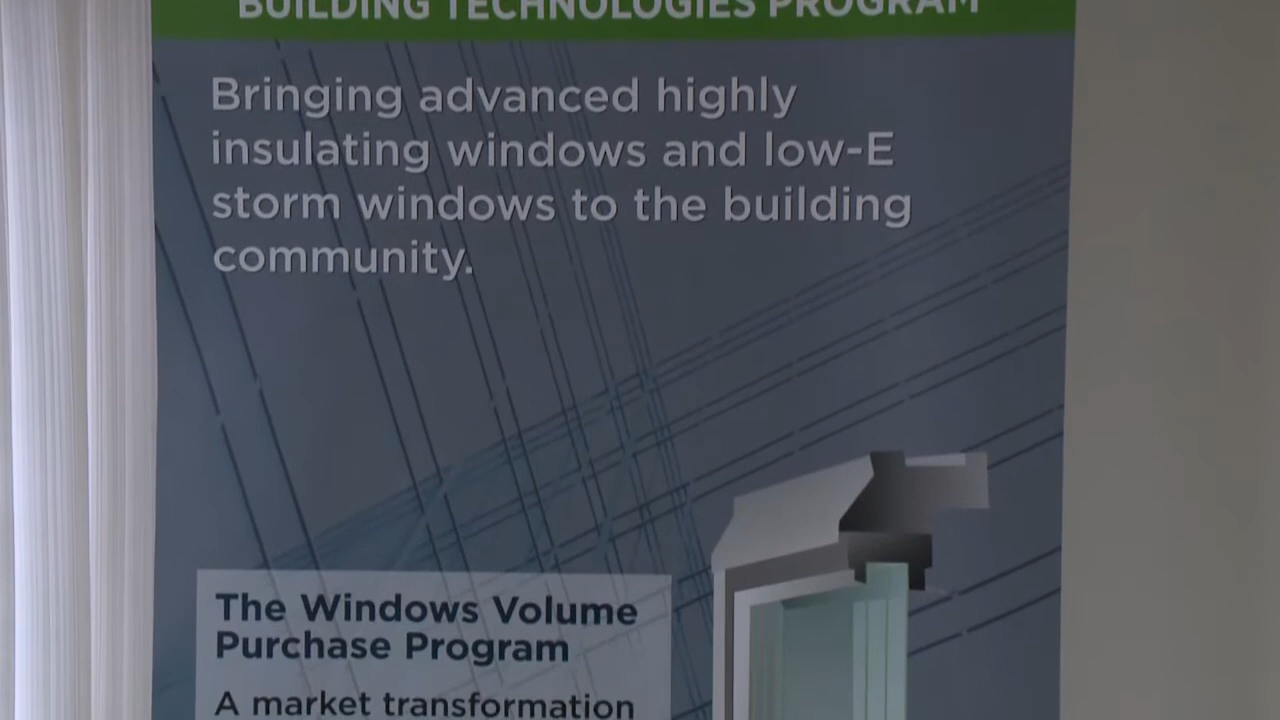 BUILDING TECHNOLOGIES PROGRAM
Bringing advanced highly
insulating windows and low-E
storm windows to the building
community.
The Windows Volume
Purchase Program
A market transformation